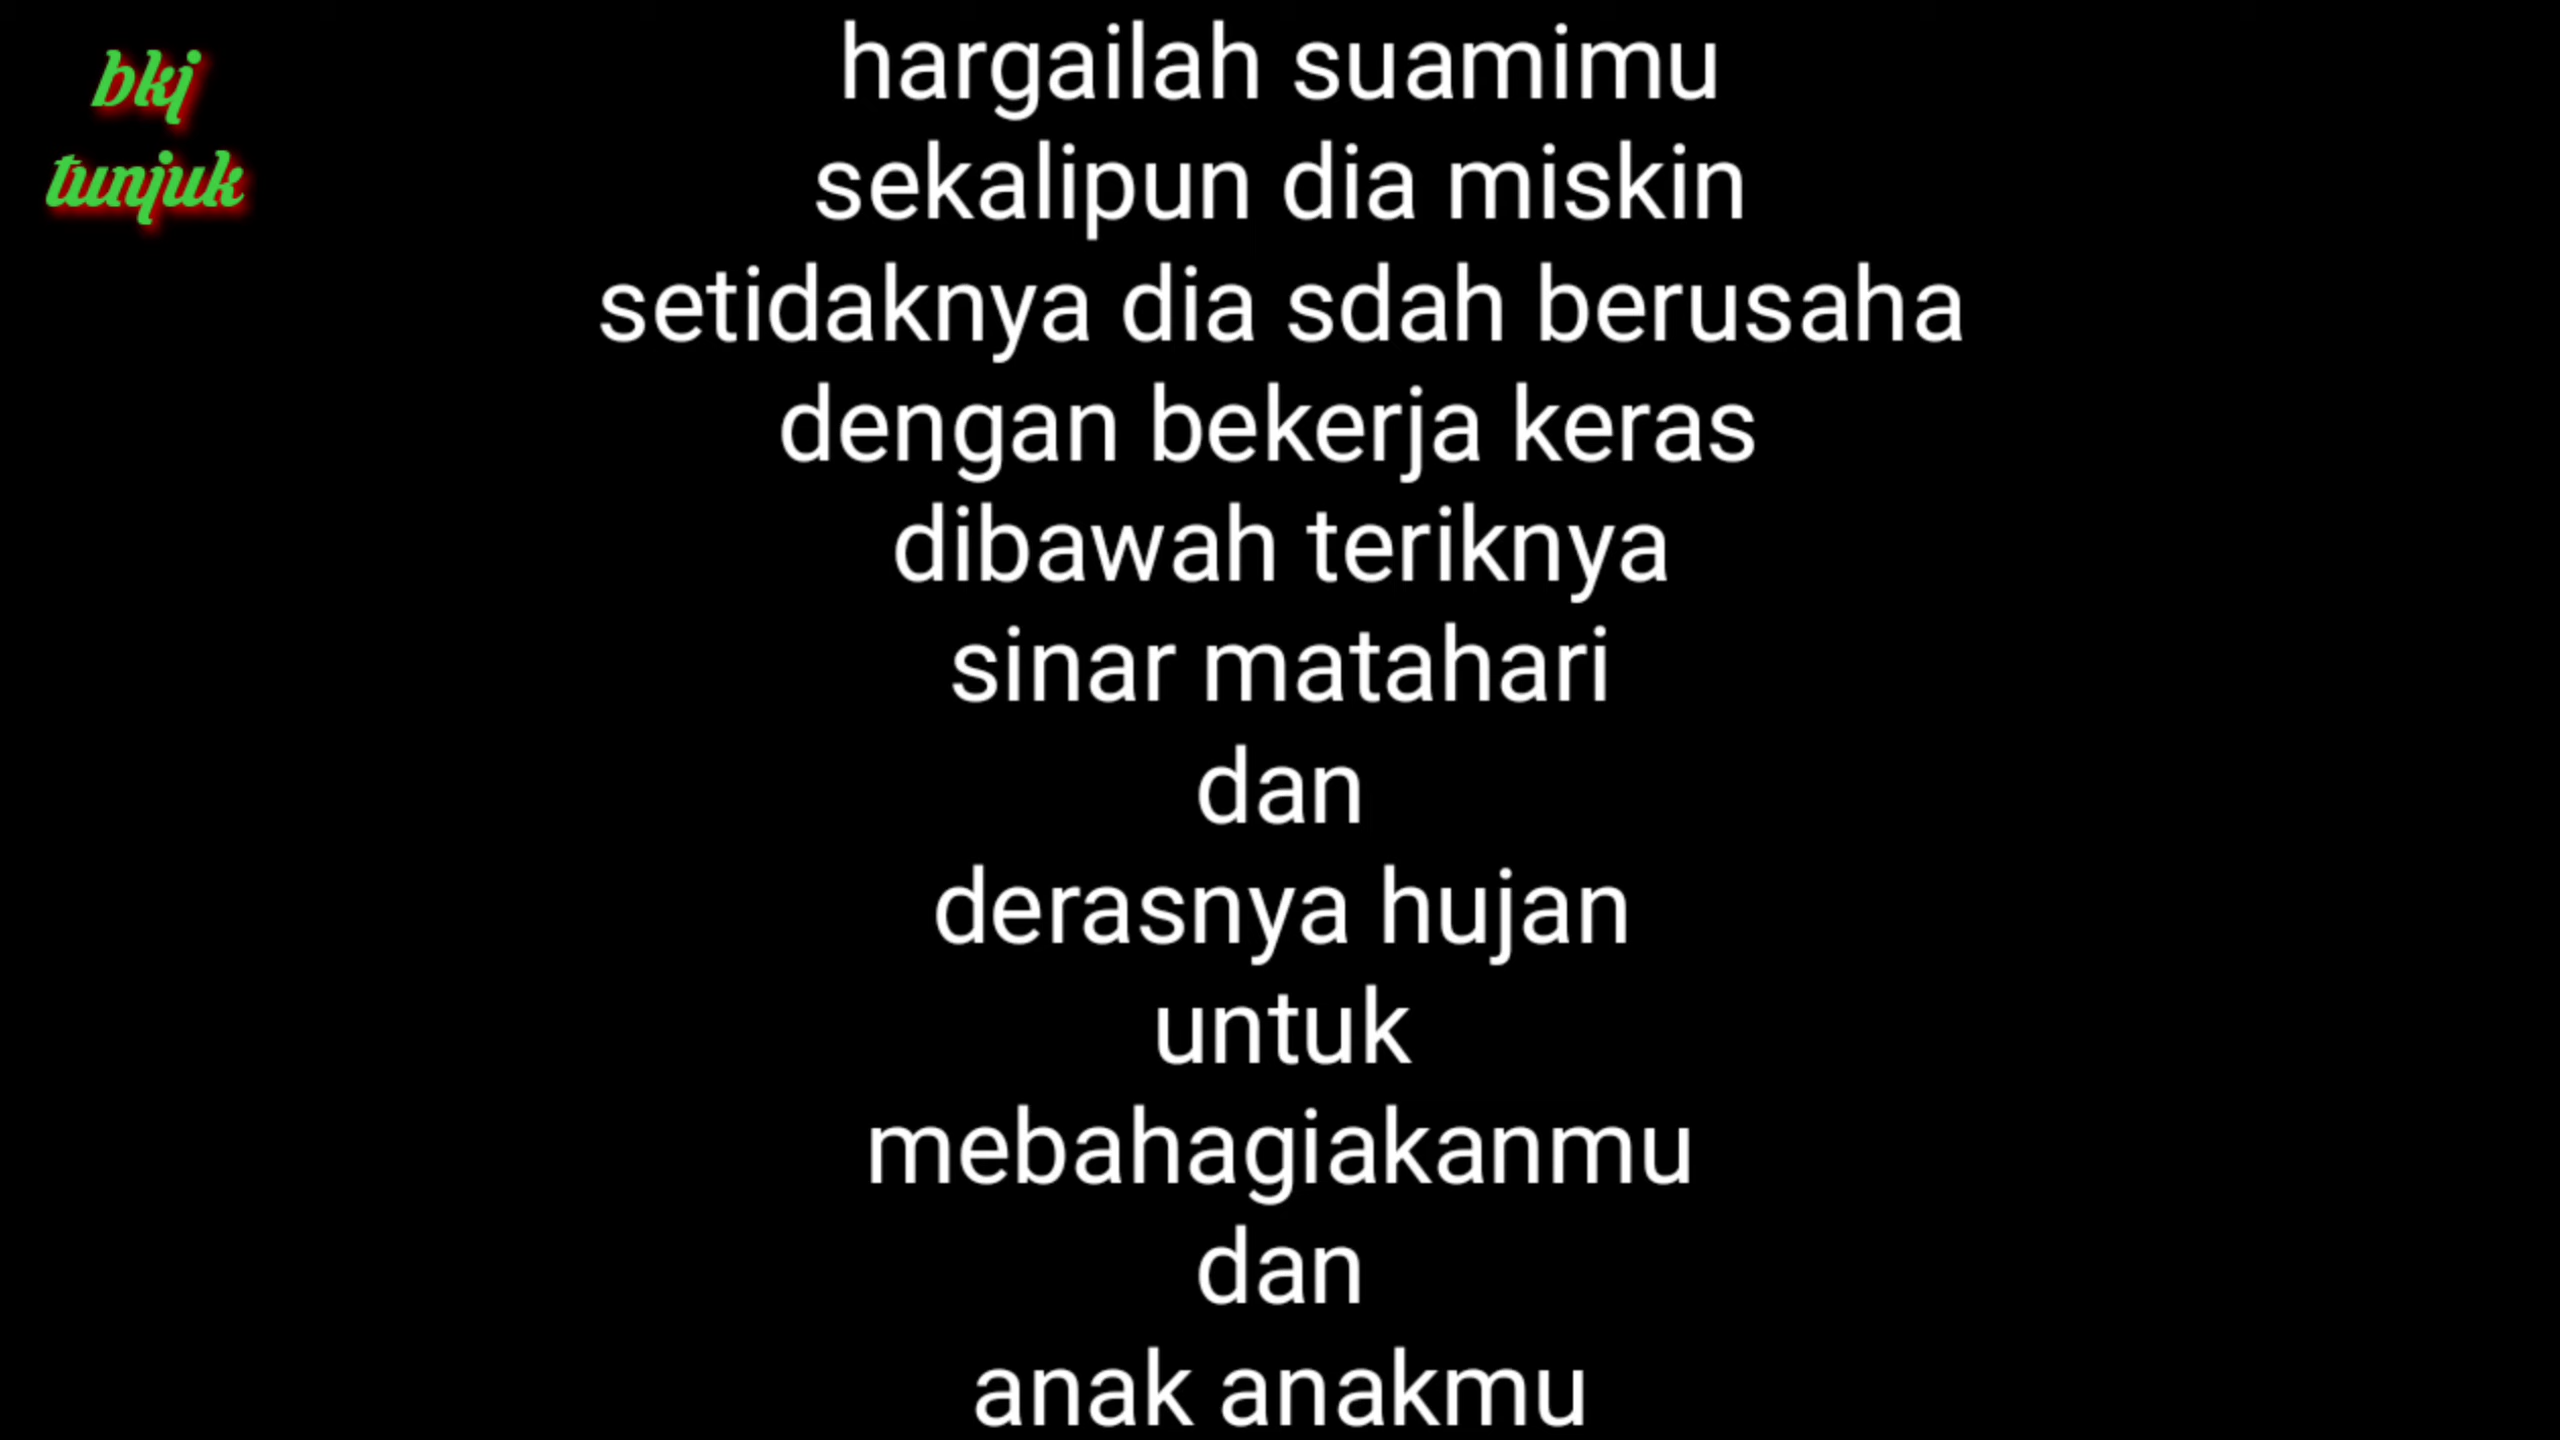 bkj
tunjuk
hargailah suamimu
sekalipun dia miskin
setidaknya dia sdah berusaha
dengan bekerja keras
dibawah teriknya
sinar matahari
dan
derasnya hujan
untuk
mebahagiakanmu
dan
anak anakmu